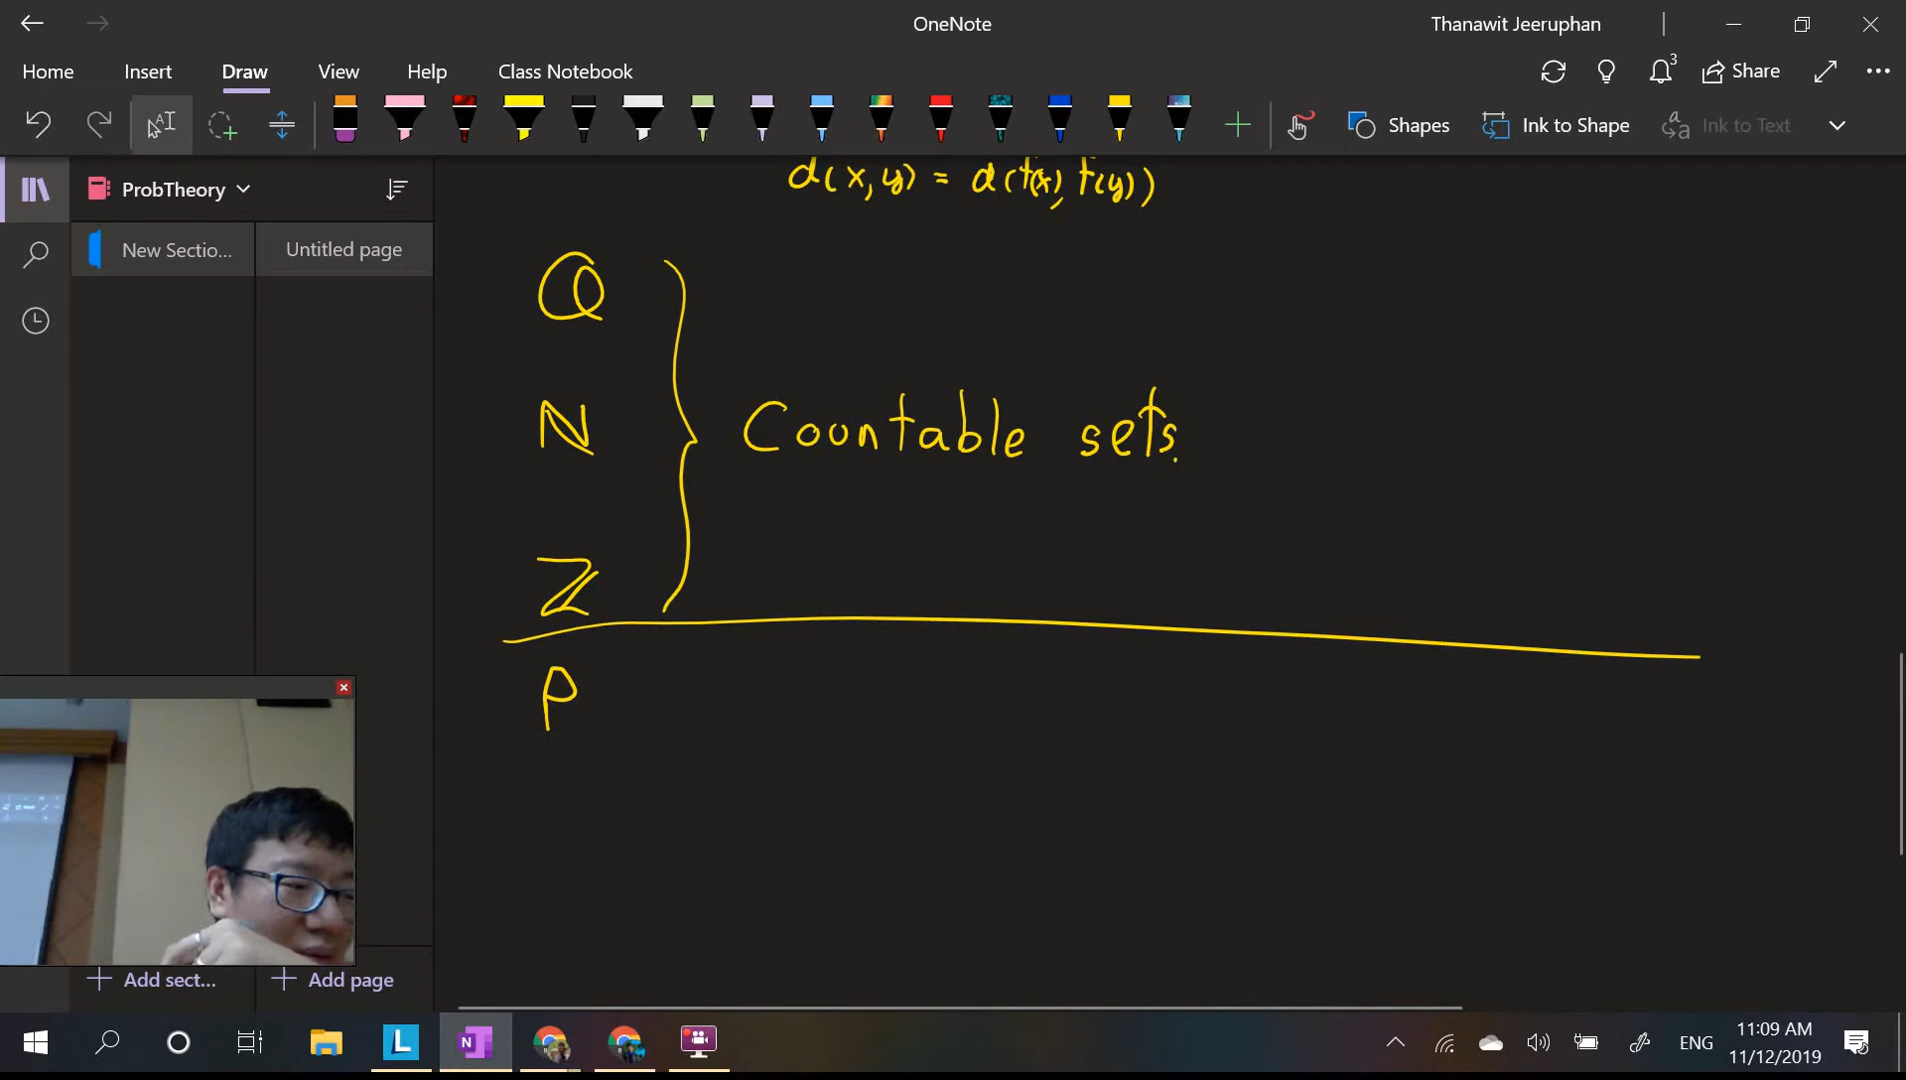 OneNote
Thanawit Jeeruphan
Home Insert Draw View Help Class Notebook
3
Share
Shapes
Ink to Shape
Ink to Text
ProbTheory
New Sectio...
Untitled page
d(x,y) = d(f(x), f(y))
Q
N
Countable sets.
Z
P
Add sect...
Add page
ENG
11:09 AM
11/12/2019